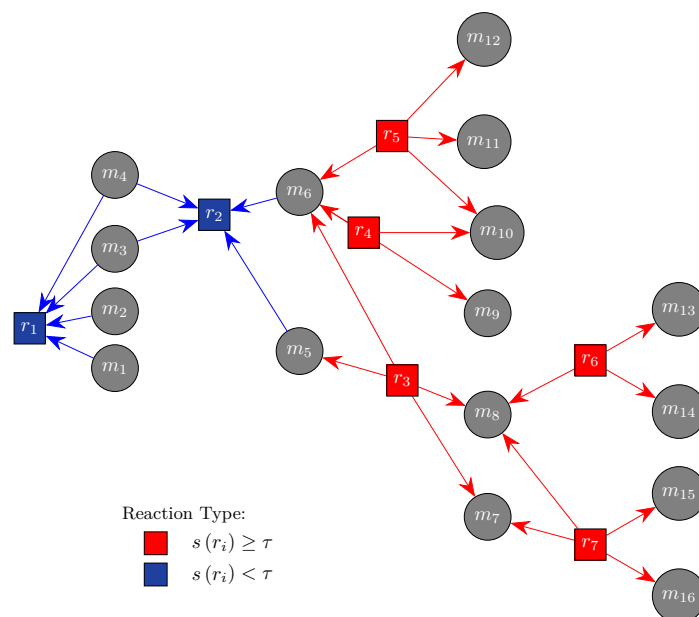 m₁₂
r₅
m₁₁
m₄
m₆
r₂
r₄
m₁₀
m₃
m₂
m₉
m₁₃
r₁
m₅
r₆
m₁
r₃
m₈
m₁₄
m₁₅
Reaction Type:
m₇
s (rᵢ) ≥ τ
r₇
s (rᵢ) < τ
m₁₆